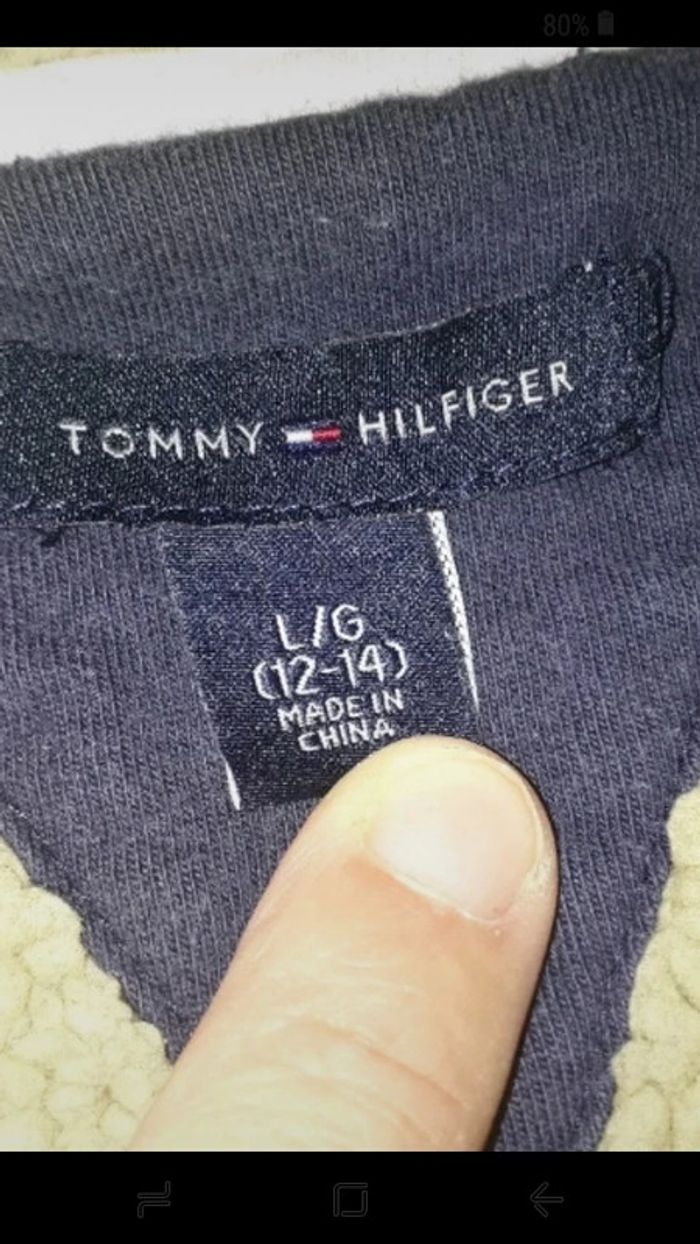 80%
TOMMY HILFIGER
L/G
(12-14)
MADE IN
CHINA